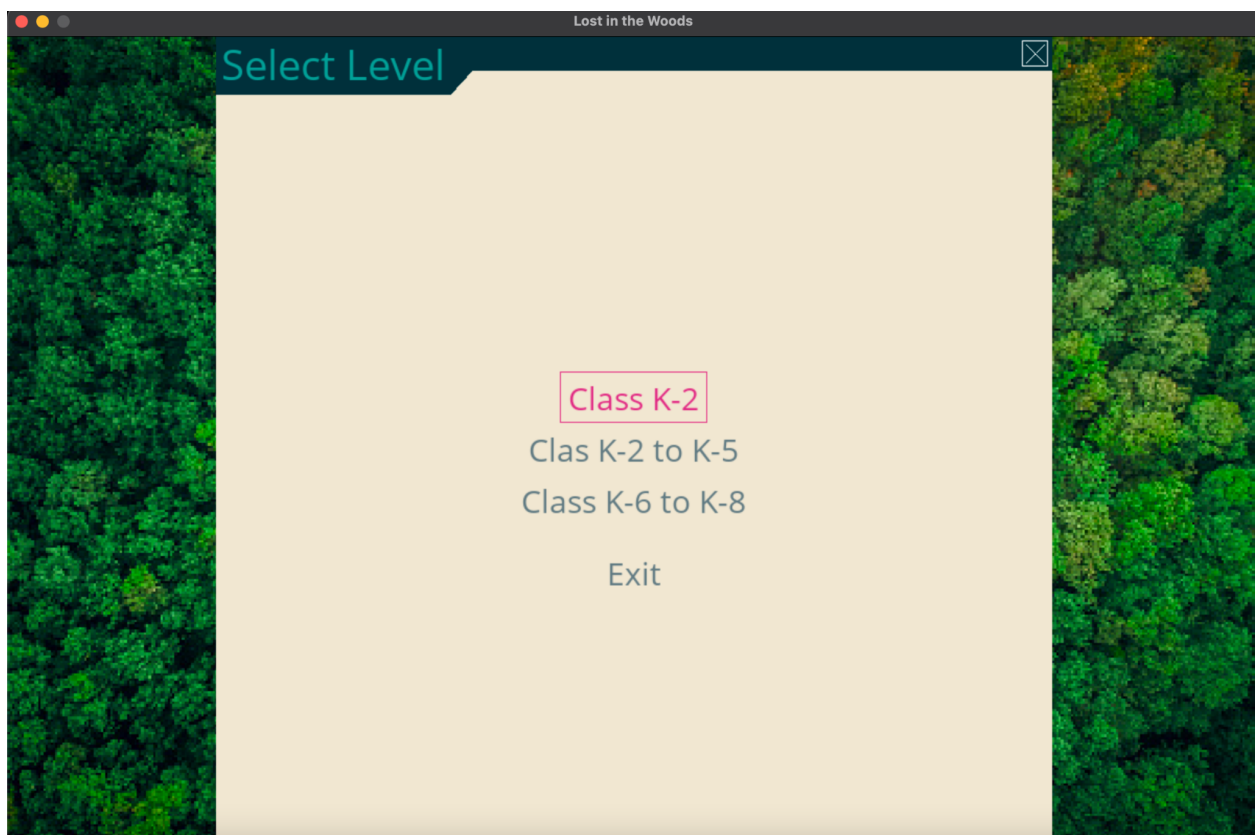 Lost in the Woods
Select Level
Class K-2
Clas K-2 to K-5
Class K-6 to K-8
Exit